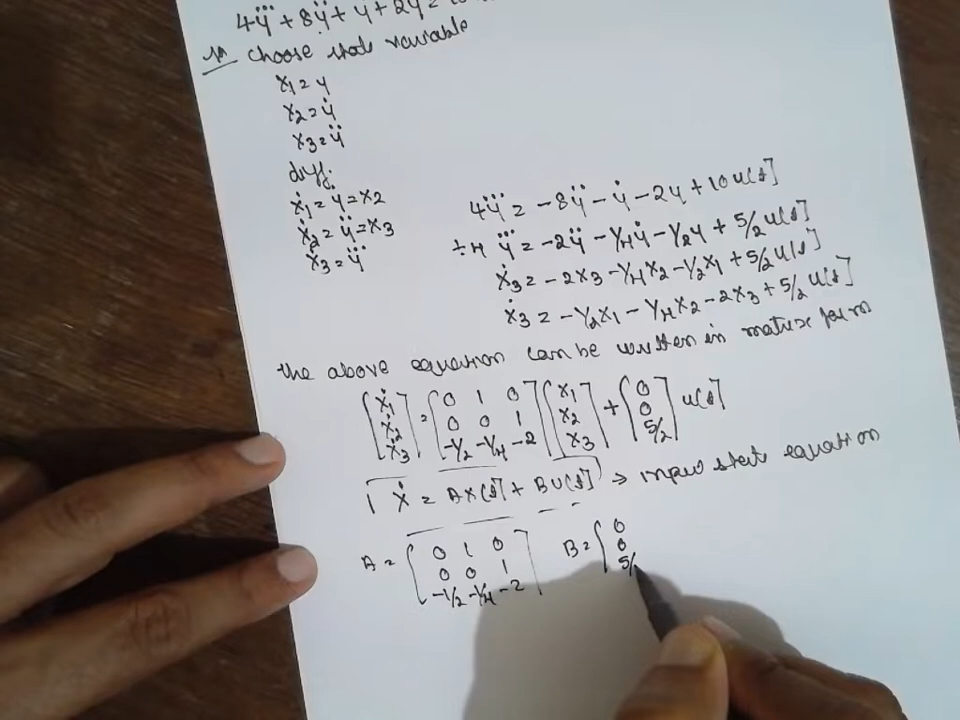 4y⃛ + 8ÿ + y + 2y =
Choose state variable
x1 = y
x2 = ẏ
x3 = ÿ
diff.
ẋ1 = y = x2
ẋ2 = ÿ = x3
ẋ3 = y⃛
4y⃛ = -8ÿ - ẏ - 2y + 10u(t)
÷4 y⃛ = -2ÿ - 1/4ẏ - 1/2y + 5/2 u(t)
ẋ3 = -2x3 - 1/4x2 - 1/2x1 + 5/2 u(t)
ẋ3 = -1/2x1 - 1/4x2 - 2x3 + 5/2 u(t)
the above equation can be written in matrix form
[ẋ1] = [0 1 0] [x1] + [0] u(t)
[ẋ2] [0 0 1] [x2] [0]
[ẋ3] [-1/2 -1/4 -2] [x3] [5/2]
Ẋ = AX(t) + BU(t) → input state equation
A = [0 1 0] B = [0
[0 0 1] 0
[-1/2 -1/4 -2] 5/